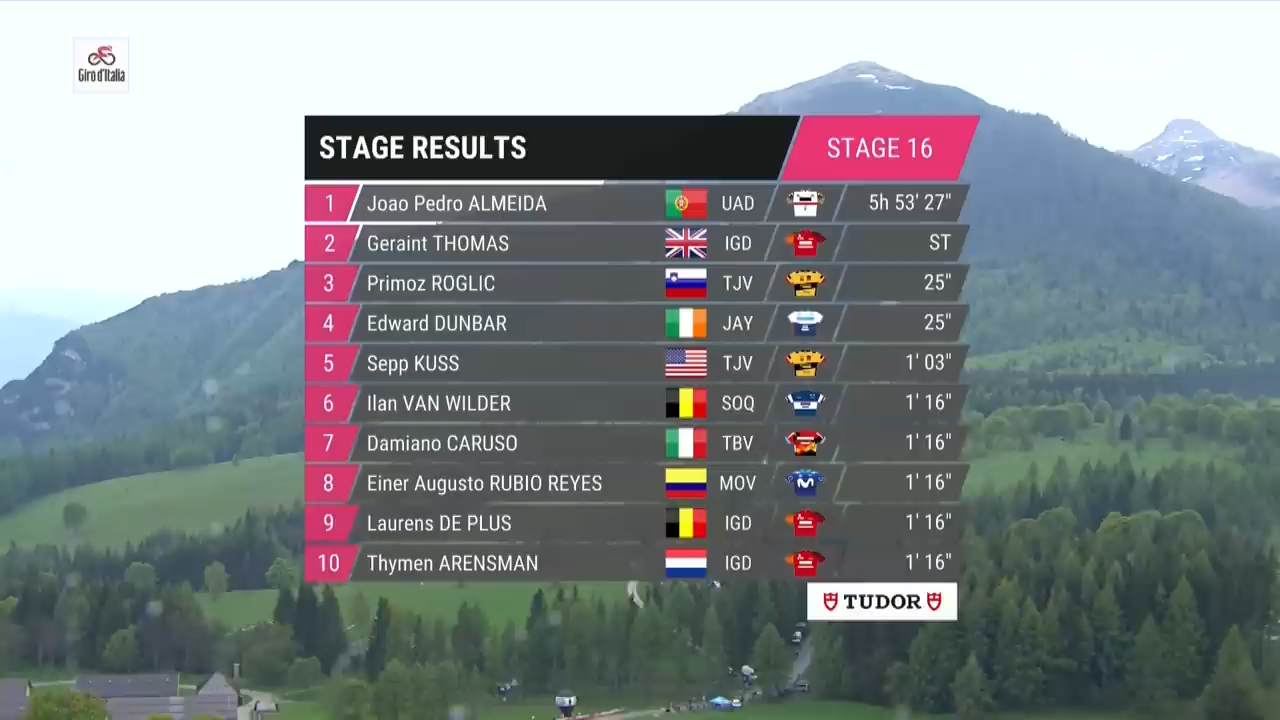 Giro d'Italia
STAGE RESULTS STAGE 16
1 Joao Pedro ALMEIDA UAD 5h 53' 27"
2 Geraint THOMAS IGD ST
3 Primoz ROGLIC TJV 25"
4 Edward DUNBAR JAY 25"
5 Sepp KUSS TJV 1' 03"
6 Ilan VAN WILDER SOQ 1' 16"
7 Damiano CARUSO TBV 1' 16"
8 Einer Augusto RUBIO REYES MOV 1' 16"
9 Laurens DE PLUS IGD 1' 16"
10 Thymen ARENSMAN IGD 1' 16"
TUDOR